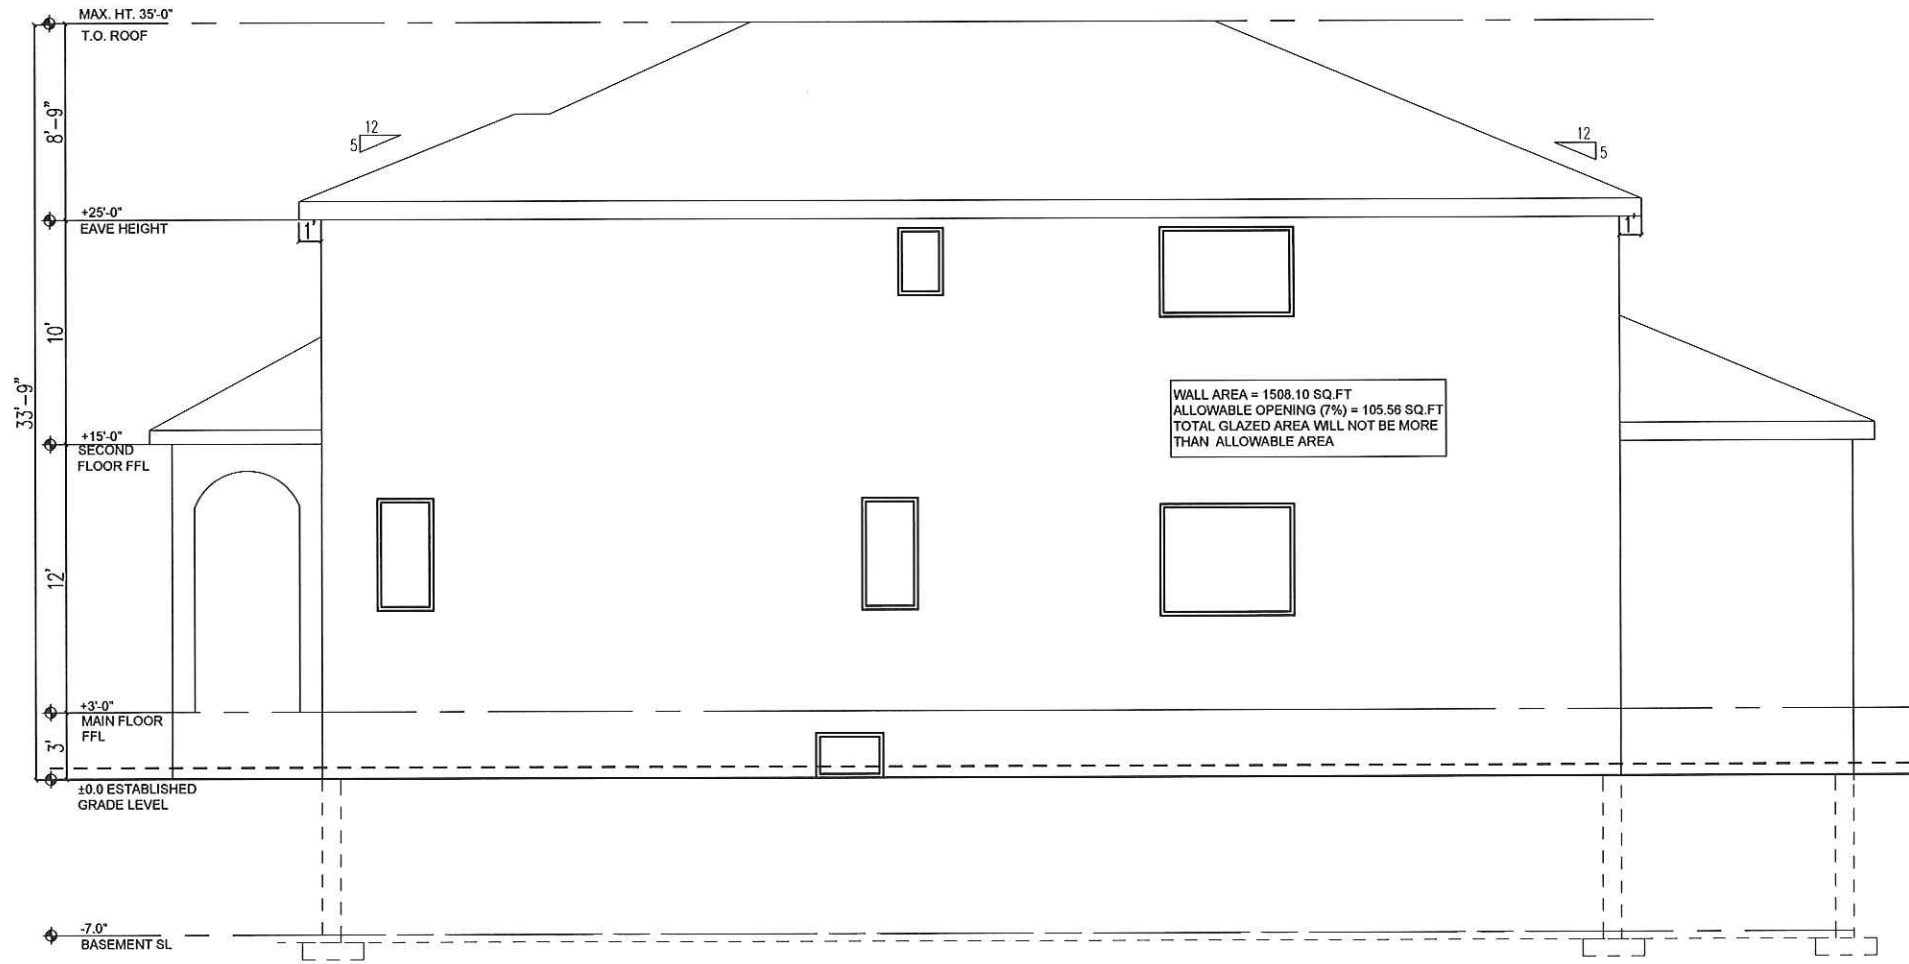 MAX. HT. 35'-0"
T.O. ROOF
8'-9"
12
5
12
5
+25'-0"
EAVE HEIGHT
1'
1'
10'
33'-9"
WALL AREA = 1508.10 SQ.FT
ALLOWABLE OPENING (7%) = 105.56 SQ.FT
TOTAL GLAZED AREA WILL NOT BE MORE
THAN ALLOWABLE AREA
+15'-0"
SECOND
FLOOR FFL
12'
+3'-0"
MAIN FLOOR
FFL
3'
±0.0 ESTABLISHED
GRADE LEVEL
-7.0"
BASEMENT SL